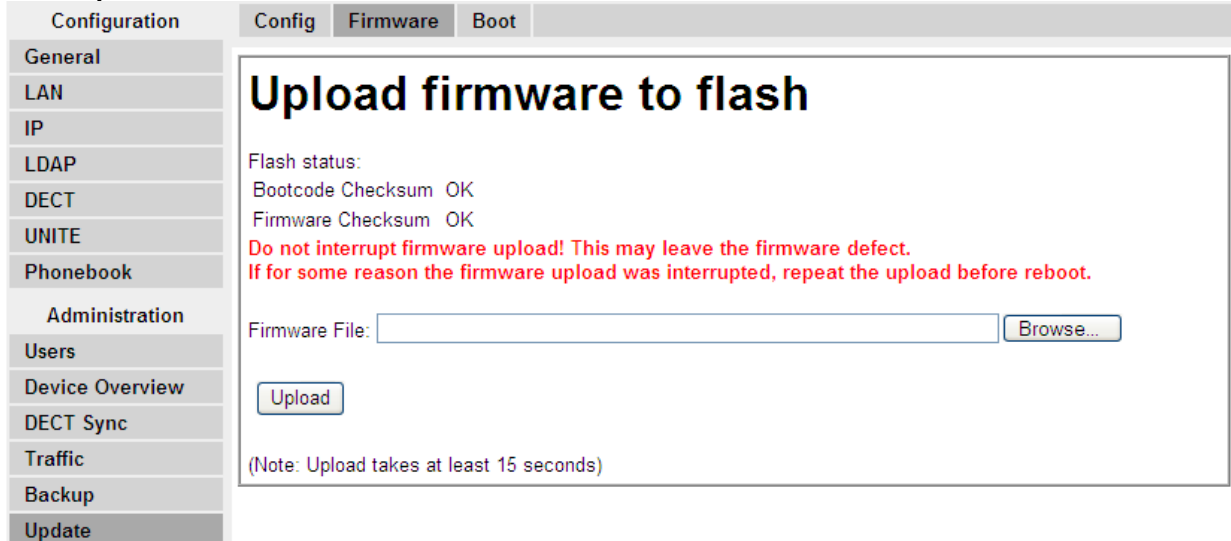 Configuration
General
LAN
IP
LDAP
DECT
UNITE
Phonebook
Administration
Users
Device Overview
DECT Sync
Traffic
Backup
Update
Config Firmware Boot
Upload firmware to flash
Flash status:
Bootcode Checksum OK
Firmware Checksum OK
Do not interrupt firmware upload! This may leave the firmware defect.
If for some reason the firmware upload was interrupted, repeat the upload before reboot.
Firmware File: Browse...
Upload
(Note: Upload takes at least 15 seconds)